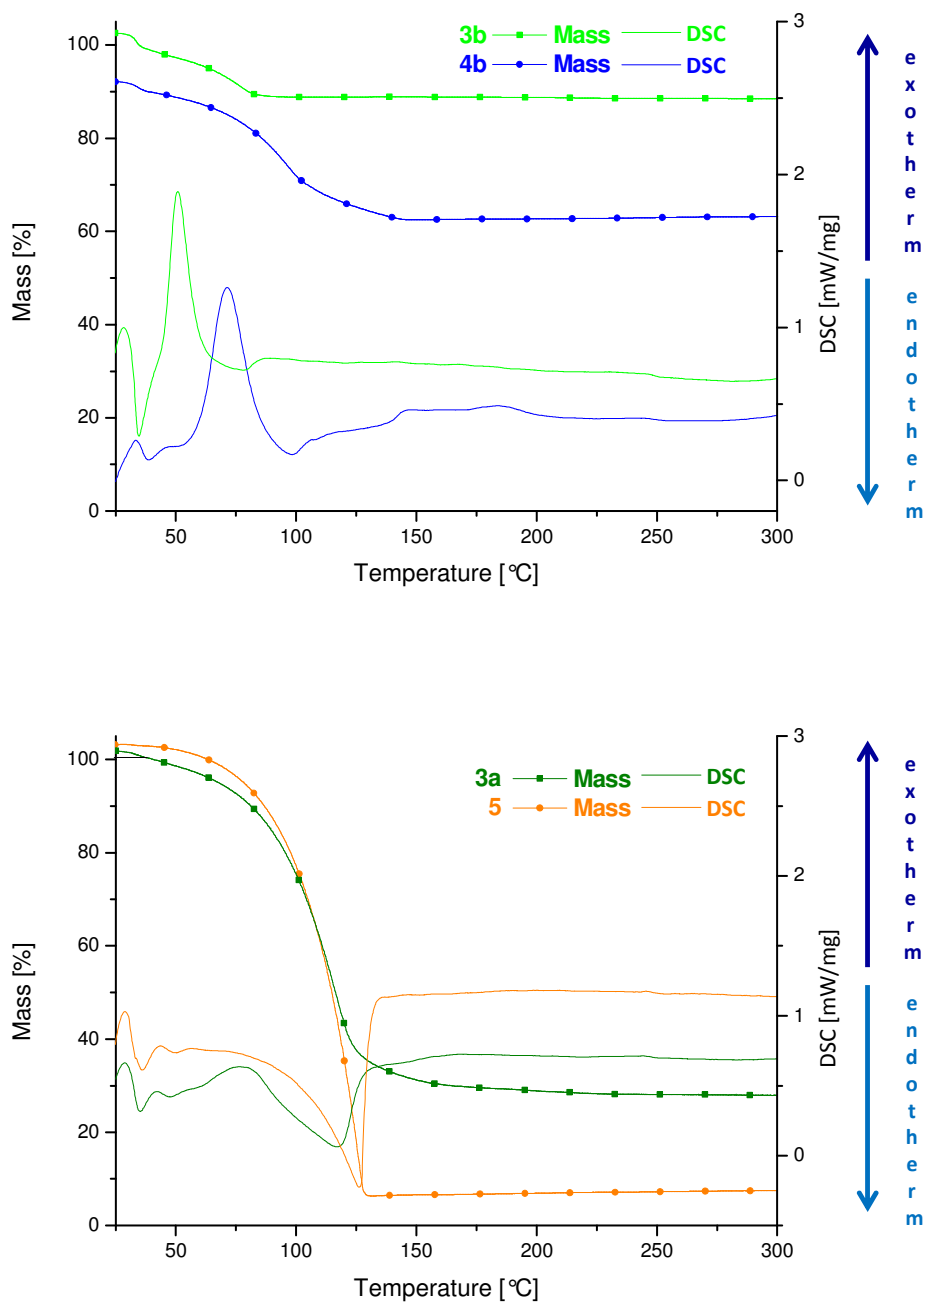 3b Mass DSC
4b Mass DSC
100
80
60
40
20
0
Mass [%]
3
2
1
0
DSC [mW/mg]
50 100 150 200 250 300
Temperature [°C]
exotherm
endotherm
3a Mass DSC
5 Mass DSC
100
80
60
40
20
0
Mass [%]
3
2
1
0
DSC [mW/mg]
50 100 150 200 250 300
Temperature [°C]
exotherm
endotherm